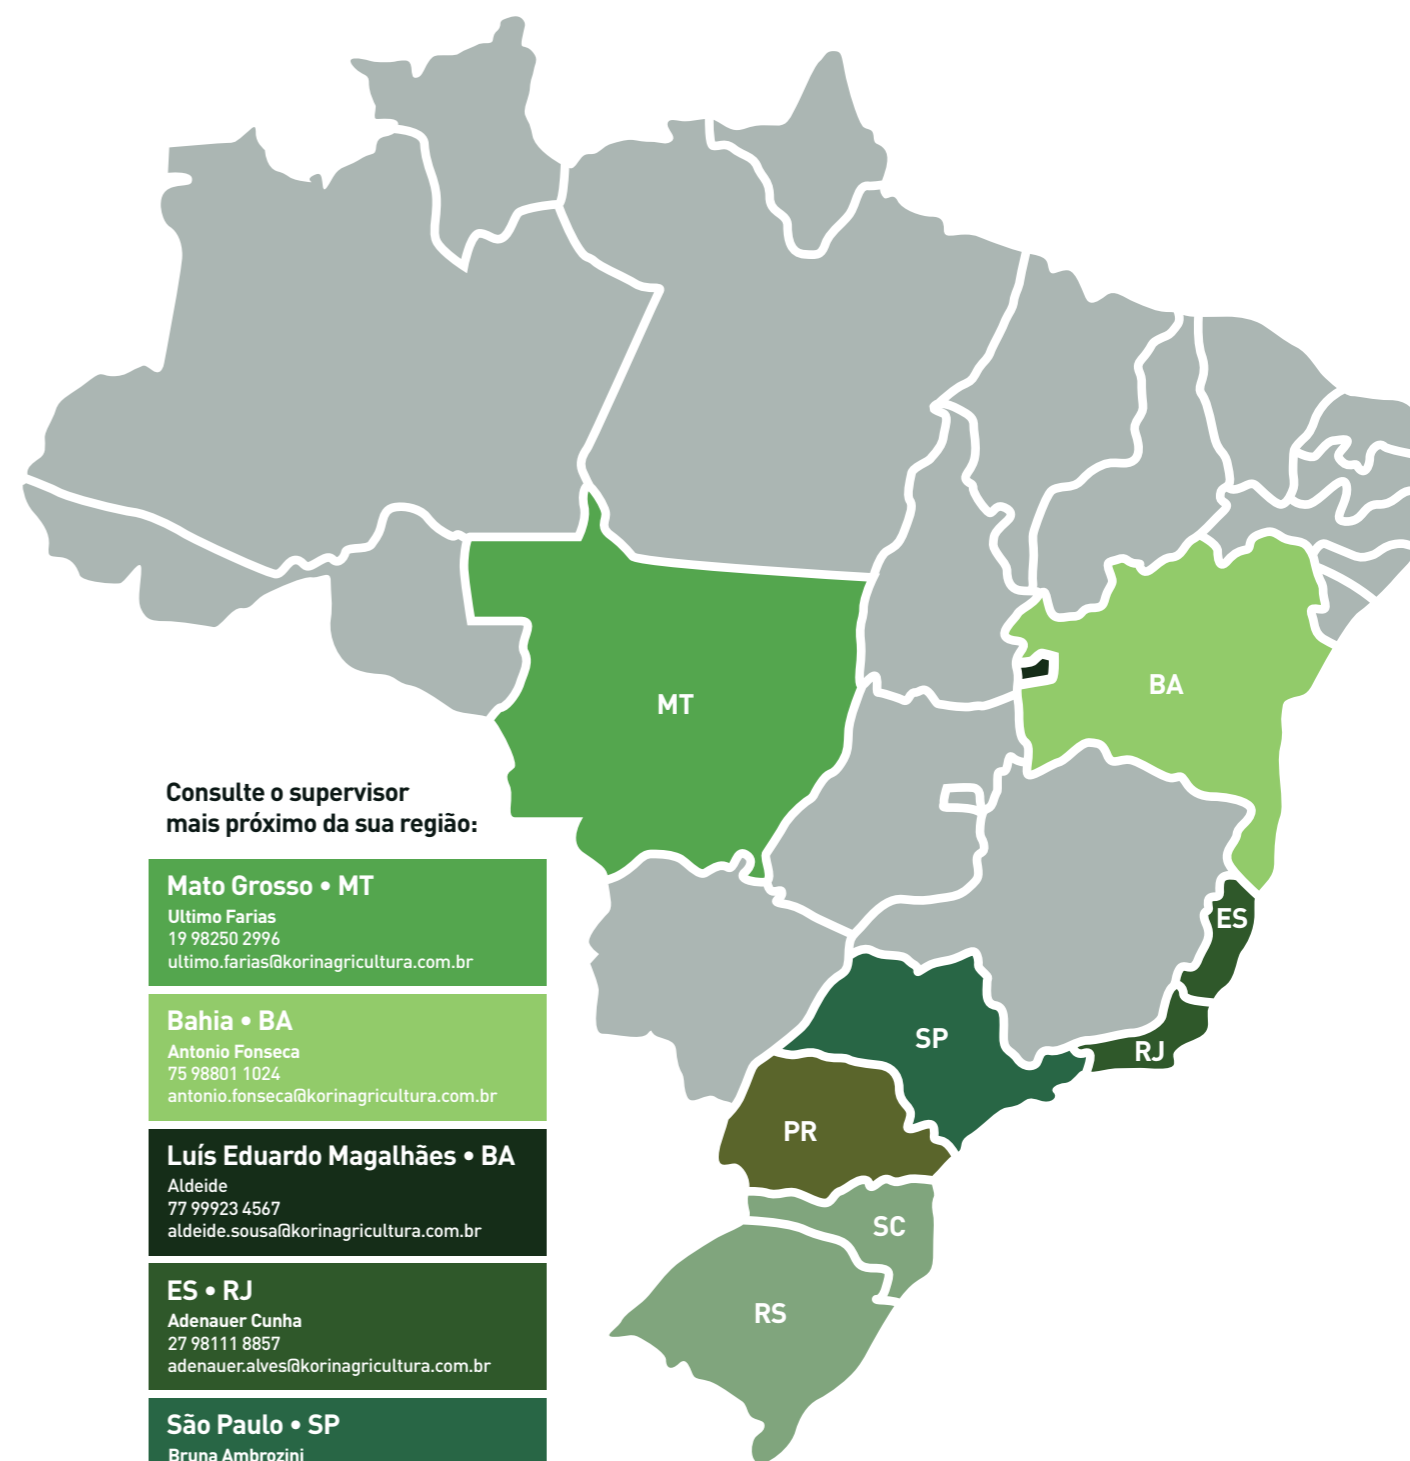 MT
BA
Consulte o supervisor
mais próximo da sua região:
Mato Grosso • MT
Ultimo Farias
19 98250 2996
ultimo.farias@korinagricultura.com.br
Bahia • BA
Antonio Fonseca
75 98801 1024
antonio.fonseca@korinagricultura.com.br
Luís Eduardo Magalhães • BA
Aldeide
77 99923 4567
aldeide.sousa@korinagricultura.com.br
ES • RJ
Adenauer Cunha
27 98111 8857
adenauer.alves@korinagricultura.com.br
São Paulo • SP
Bruna Ambrozini
ES
SP
RJ
PR
SC
RS